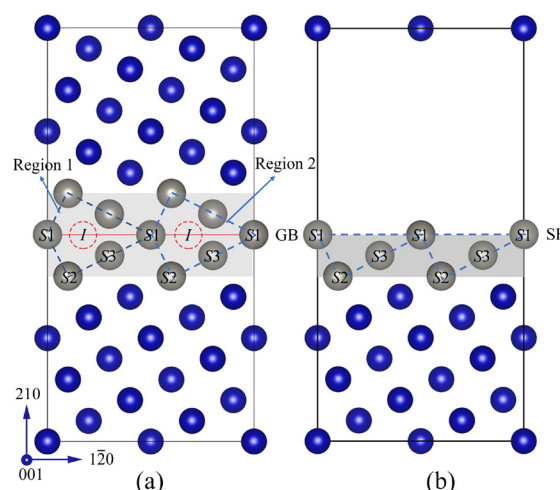 Region 1
Region 2
S1 I S1 I S1 GB
S3 S3
S2 S2
S1 S1 S1
S3 S3
S2 S2
210
001 12̄0
(a) (b)